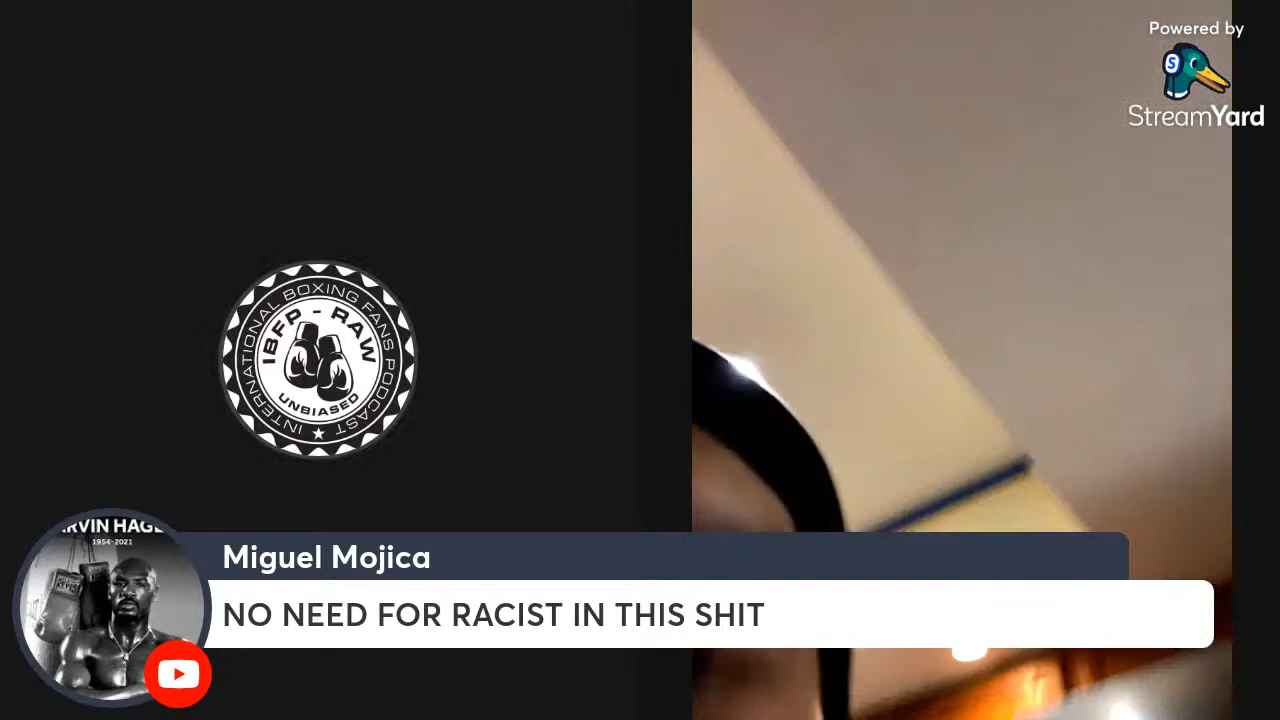 Powered by
StreamYard
INTERNATIONAL BOXING FANS PODCAST
IBFP - RAW
UNBIASED
RVIN HAG
1954-2021
Miguel Mojica
NO NEED FOR RACIST IN THIS SHIT